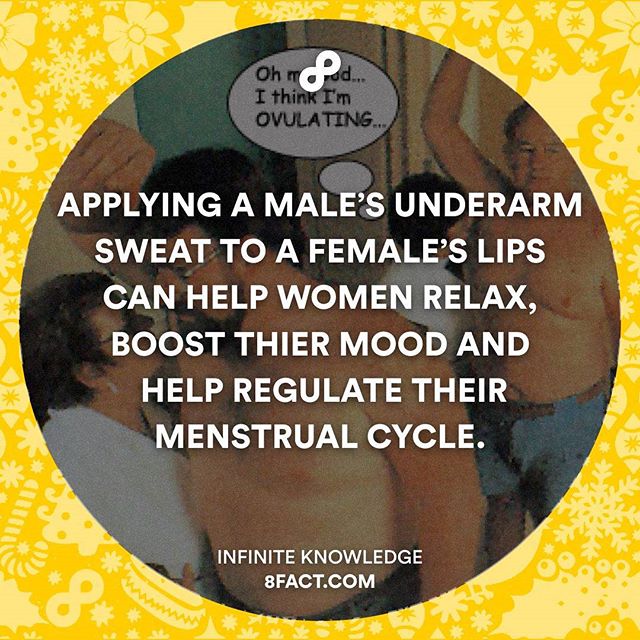 Oh m
I think I'm
OVULATING...
APPLYING A MALE'S UNDERARM
SWEAT TO A FEMALE'S LIPS
CAN HELP WOMEN RELAX,
BOOST THIER MOOD AND
HELP REGULATE THEIR
MENSTRUAL CYCLE.
INFINITE KNOWLEDGE
8FACT.COM